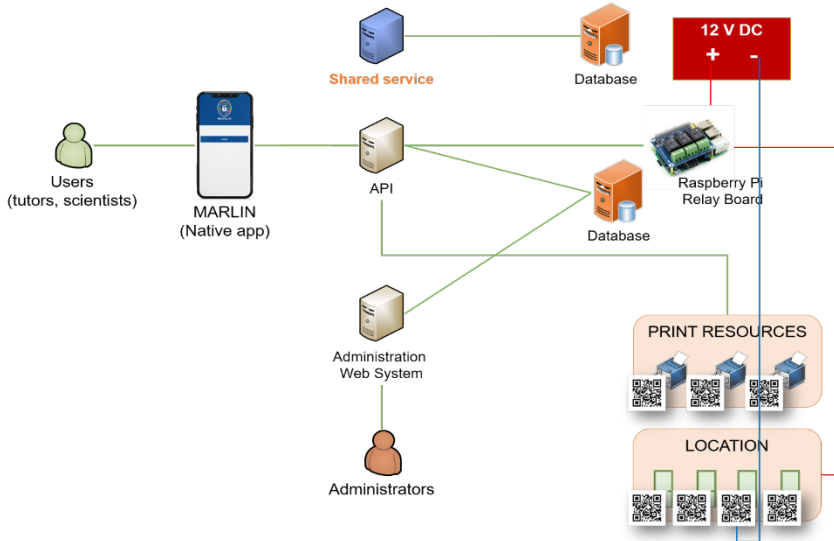 12 V DC
+ -
Shared service
Database
Users
(tutors, scientists)
MARLIN
MARLIN
(Native app)
API
Raspberry Pi
Relay Board
Database
PRINT RESOURCES
Administration
Web System
LOCATION
Administrators